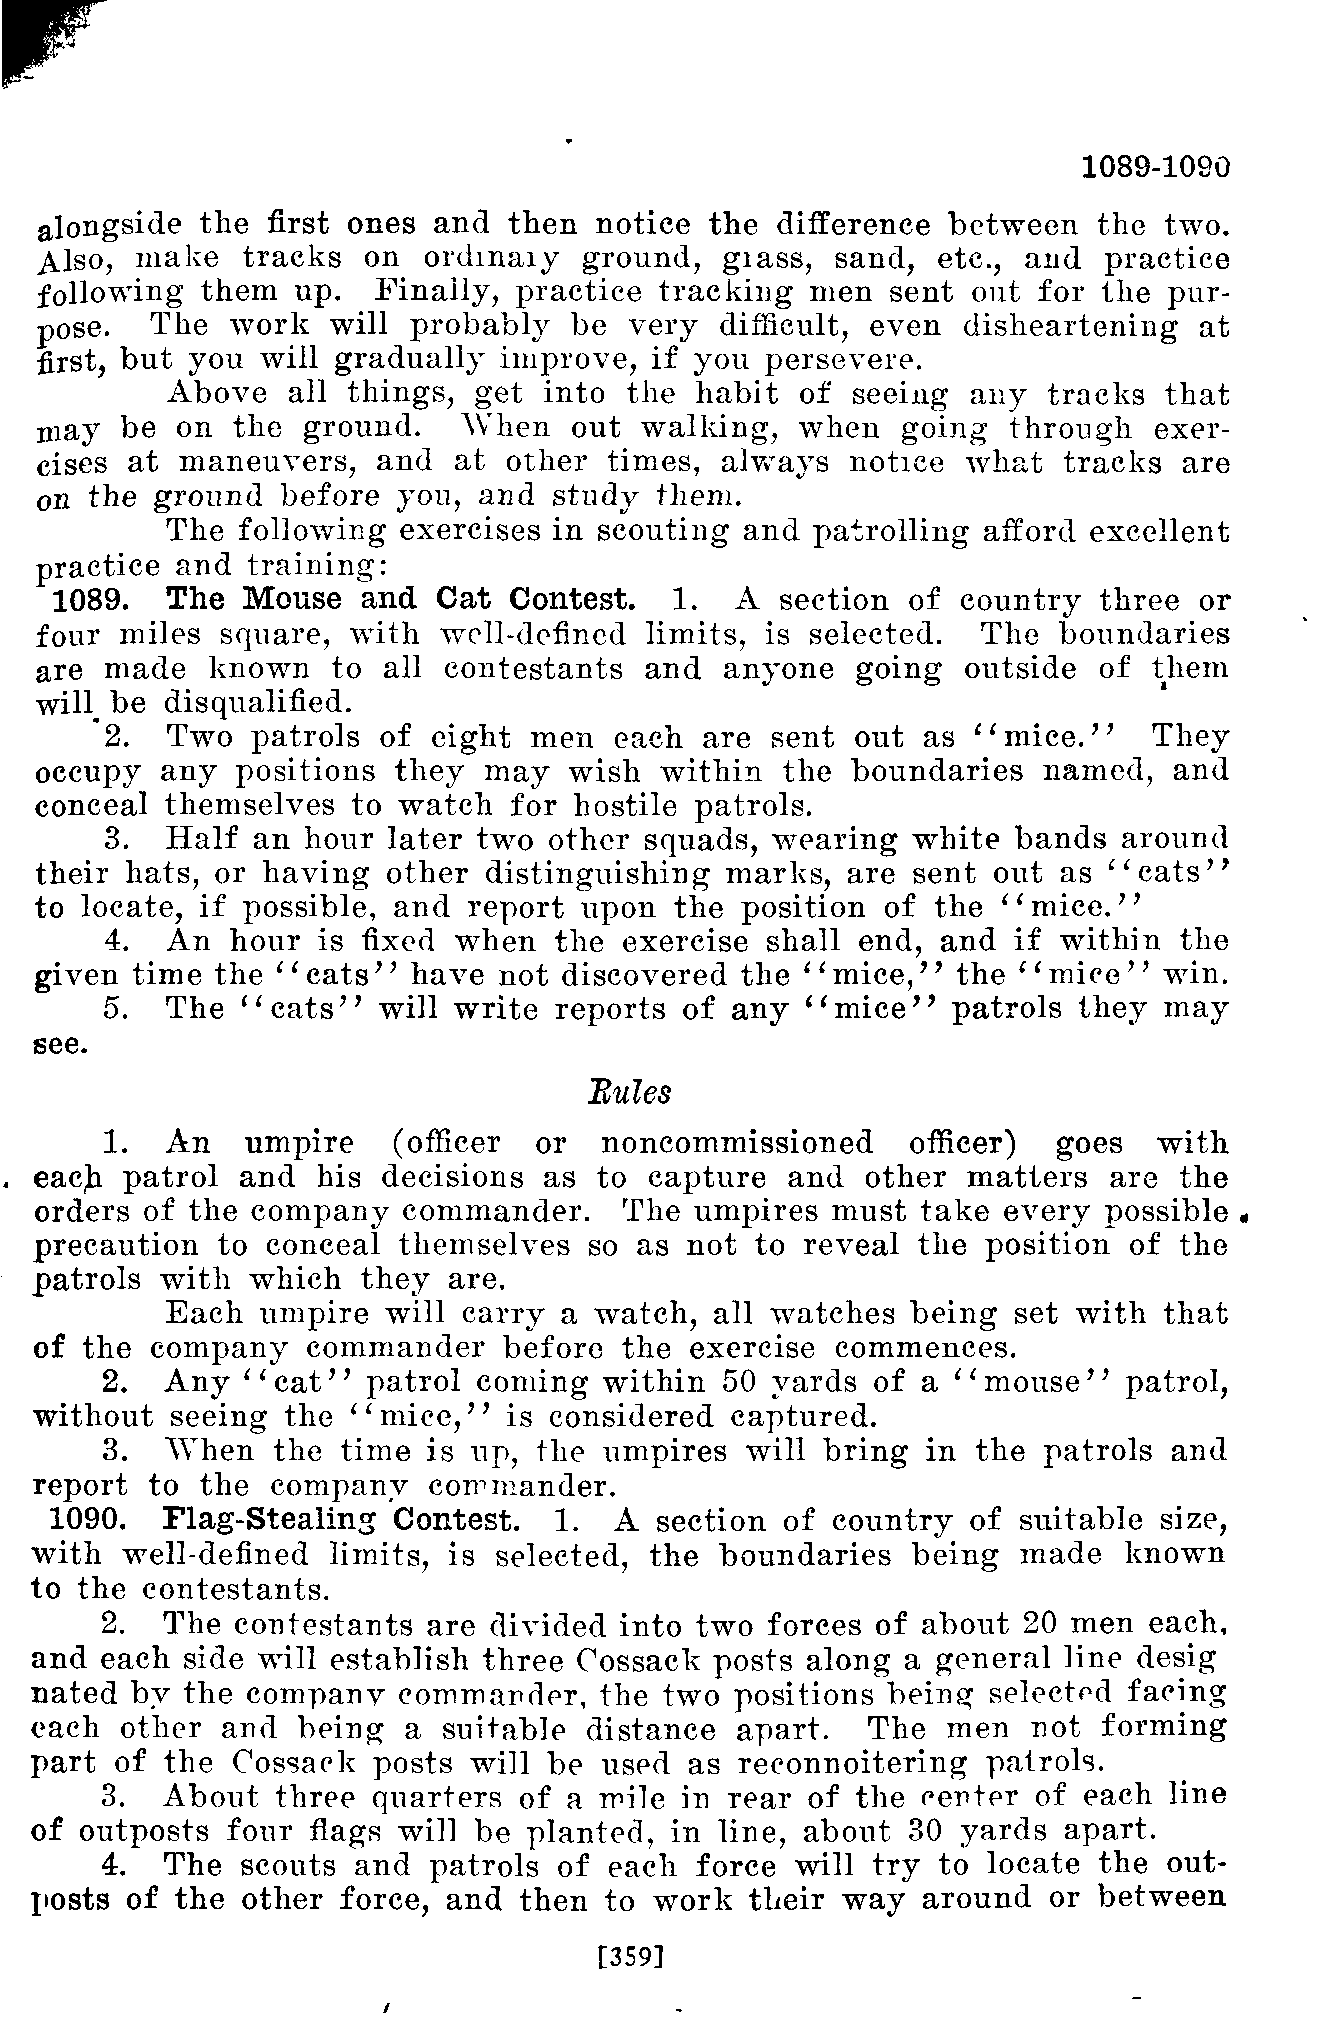 1089-1090
alongside the first ones and then notice the difference between the two.
Also, make tracks on ordinary ground, grass, sand, etc., and practice
following them up. Finally, practice tracking men sent out for the pur-
pose. The work will probably be very difficult, even disheartening at
first, but you will gradually improve, if you persevere.
Above all things, get into the habit of seeing any tracks that
may be on the ground. When out walking, when going through exer-
cises at maneuvers, and at other times, always notice what tracks are
on the ground before you, and study them.
The following exercises in scouting and patrolling afford excellent
practice and training:
1089. The Mouse and Cat Contest. 1. A section of country three or
four miles square, with well-defined limits, is selected. The boundaries
are made known to all contestants and anyone going outside of them
will be disqualified.
2. Two patrols of eight men each are sent out as ‘‘mice.’’ They
occupy any positions they may wish within the boundaries named, and
conceal themselves to watch for hostile patrols.
3. Half an hour later two other squads, wearing white bands around
their hats, or having other distinguishing marks, are sent out as ‘‘cats’’
to locate, if possible, and report upon the position of the ‘‘mice.’’
4. An hour is fixed when the exercise shall end, and if within the
given time the ‘‘cats’’ have not discovered the ‘‘mice,’’ the ‘‘mice’’ win.
5. The ‘‘cats’’ will write reports of any ‘‘mice’’ patrols they may
see.
Rules
1. An umpire (officer or noncommissioned officer) goes with
each patrol and his decisions as to capture and other matters are the
orders of the company commander. The umpires must take every possible
precaution to conceal themselves so as not to reveal the position of the
patrols with which they are.
Each umpire will carry a watch, all watches being set with that
of the company commander before the exercise commences.
2. Any ‘‘cat’’ patrol coming within 50 yards of a ‘‘mouse’’ patrol,
without seeing the ‘‘mice,’’ is considered captured.
3. When the time is up, the umpires will bring in the patrols and
report to the company commander.
1090. Flag-Stealing Contest. 1. A section of country of suitable size,
with well-defined limits, is selected, the boundaries being made known
to the contestants.
2. The contestants are divided into two forces of about 20 men each,
and each side will establish three Cossack posts along a general line desig
nated by the company commander, the two positions being selected facing
each other and being a suitable distance apart. The men not forming
part of the Cossack posts will be used as reconnoitering patrols.
3. About three quarters of a mile in rear of the center of each line
of outposts four flags will be planted, in line, about 30 yards apart.
4. The scouts and patrols of each force will try to locate the out-
posts of the other force, and then to work their way around or between
[359]